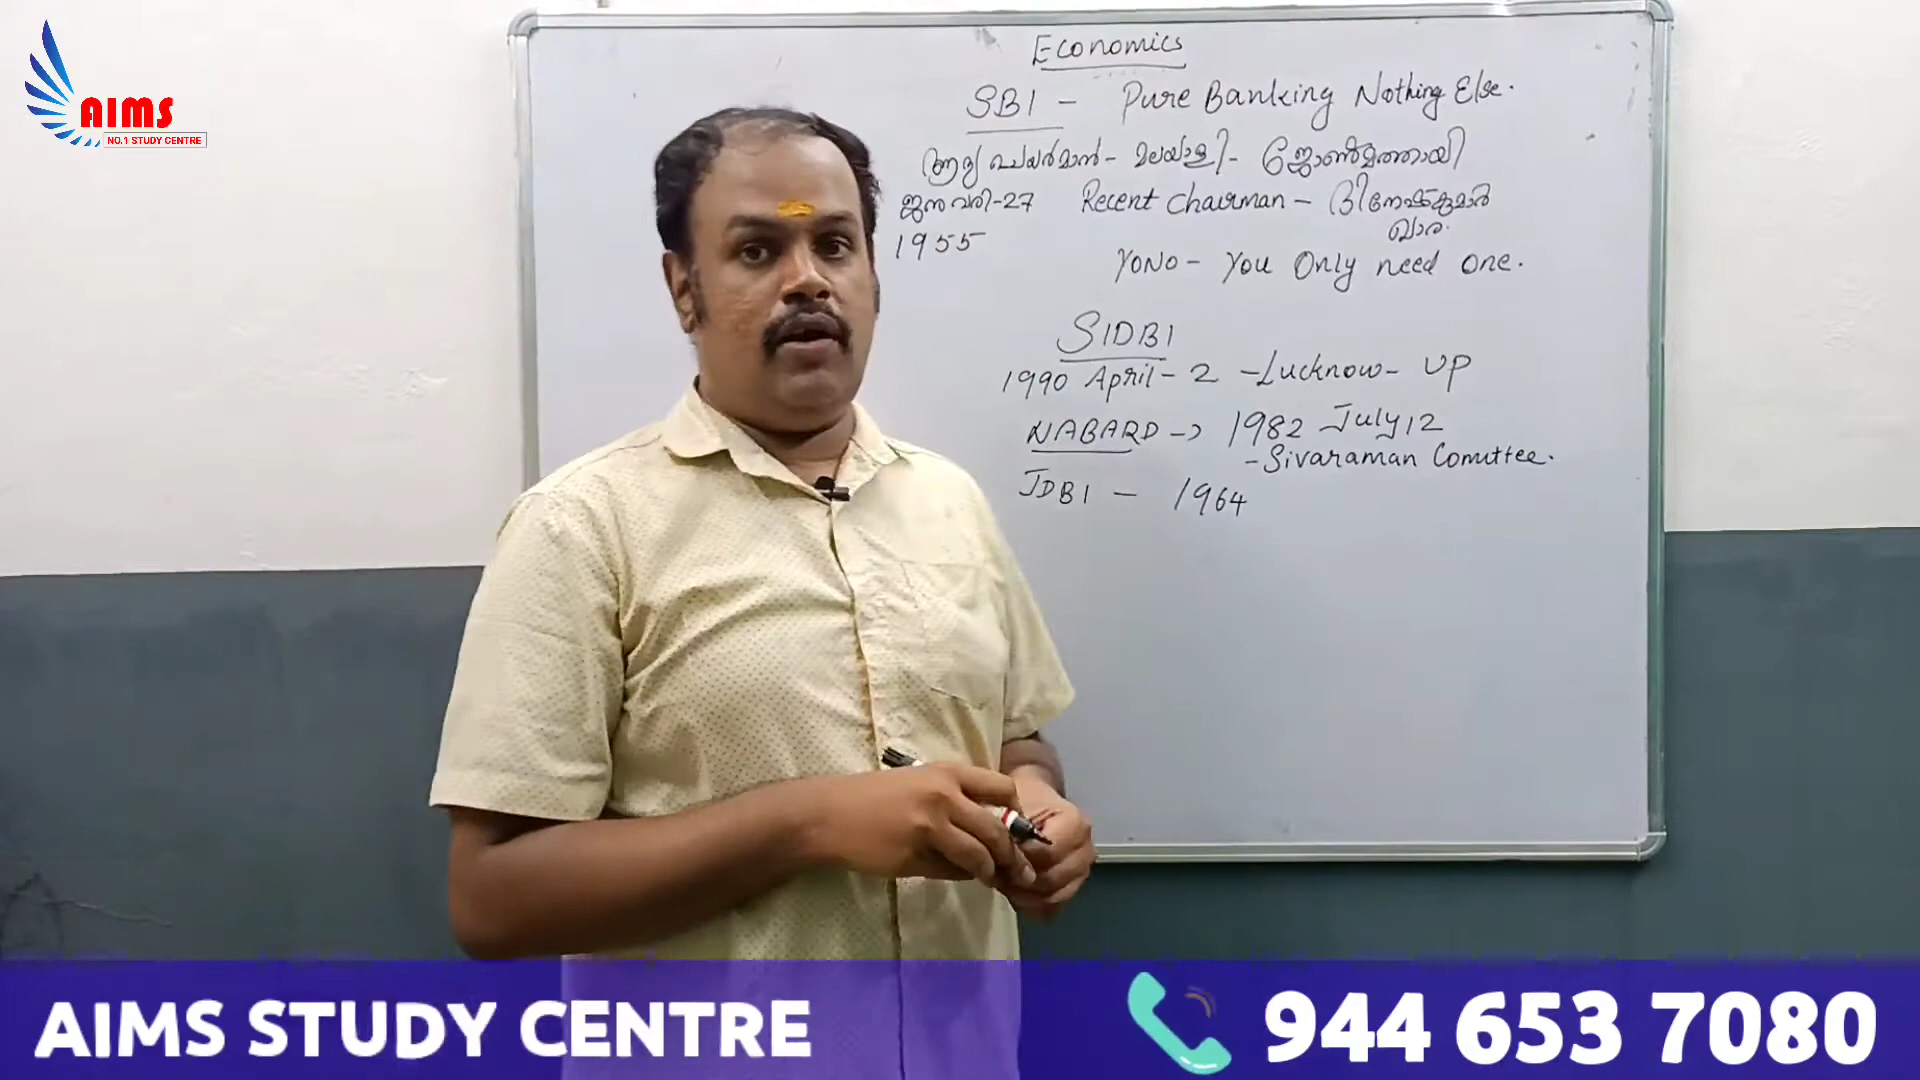 AIMS
NO.1 STUDY CENTRE
Economics
SBI - Pure Banking Nothing Else.
ആദ്യ ചെയർമാൻ - മലയാളി - ജോൺമത്തായി
ജനുവരി-27 Recent Chairman - ദിനേഷ്കുമാർ
ഖാര.
1955
YONO - You Only need one.
SIDBI
1990 April - 2 - Lucknow - UP
NABARD -> 1982 July 12
- Sivaraman Comittee.
IDBI - 1964
AIMS STUDY CENTRE
944 653 7080